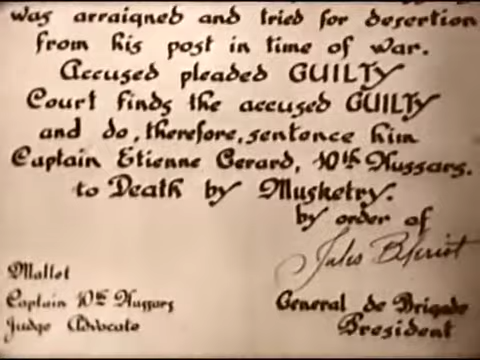 was arraigned and tried for desertion
from his post in time of war.
Accused pleaded GUILTY
Court finds the accused GUILTY
and do, therefore, sentence him
Captain Etienne Gerard, 10th Hussars.
to Death by Musketry.
by order of
Jules
Mallet
Captain 10th Hussars
Judge Advocate
General de Brigade
President